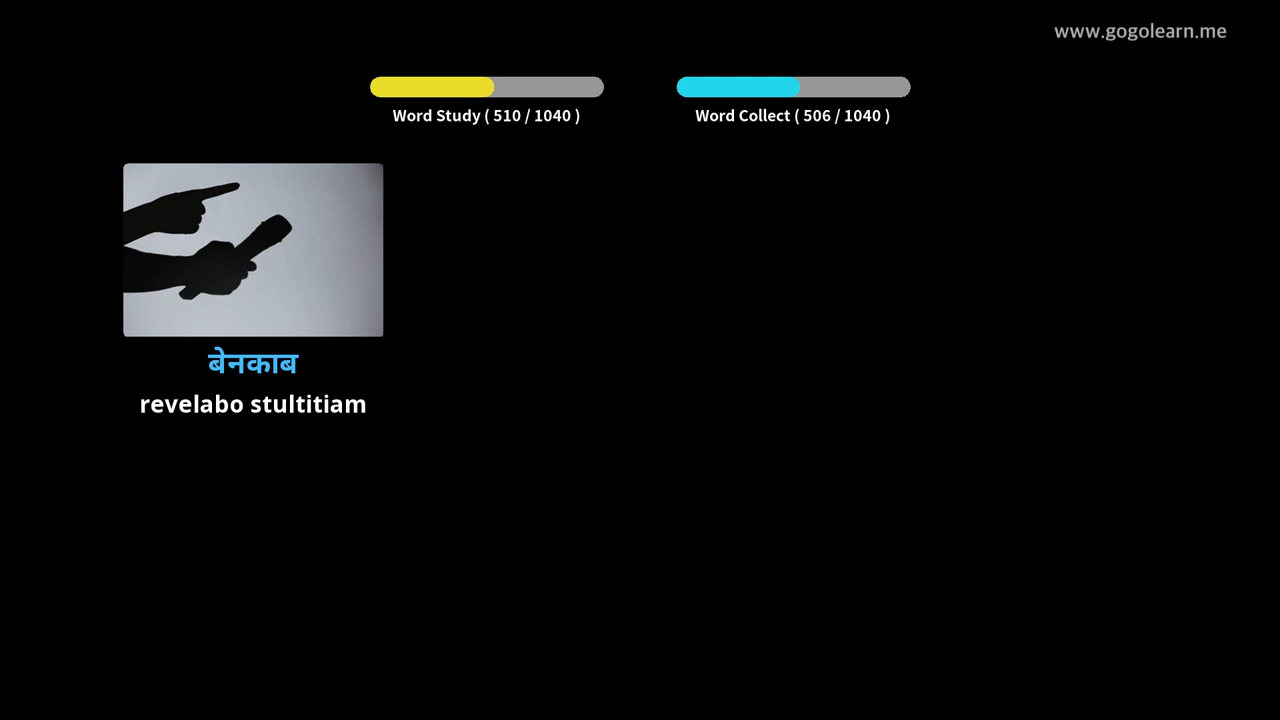 www.gogolearn.me
Word Study ( 510 / 1040 )
Word Collect ( 506 / 1040 )
बेनकाब
revelabo stultitiam